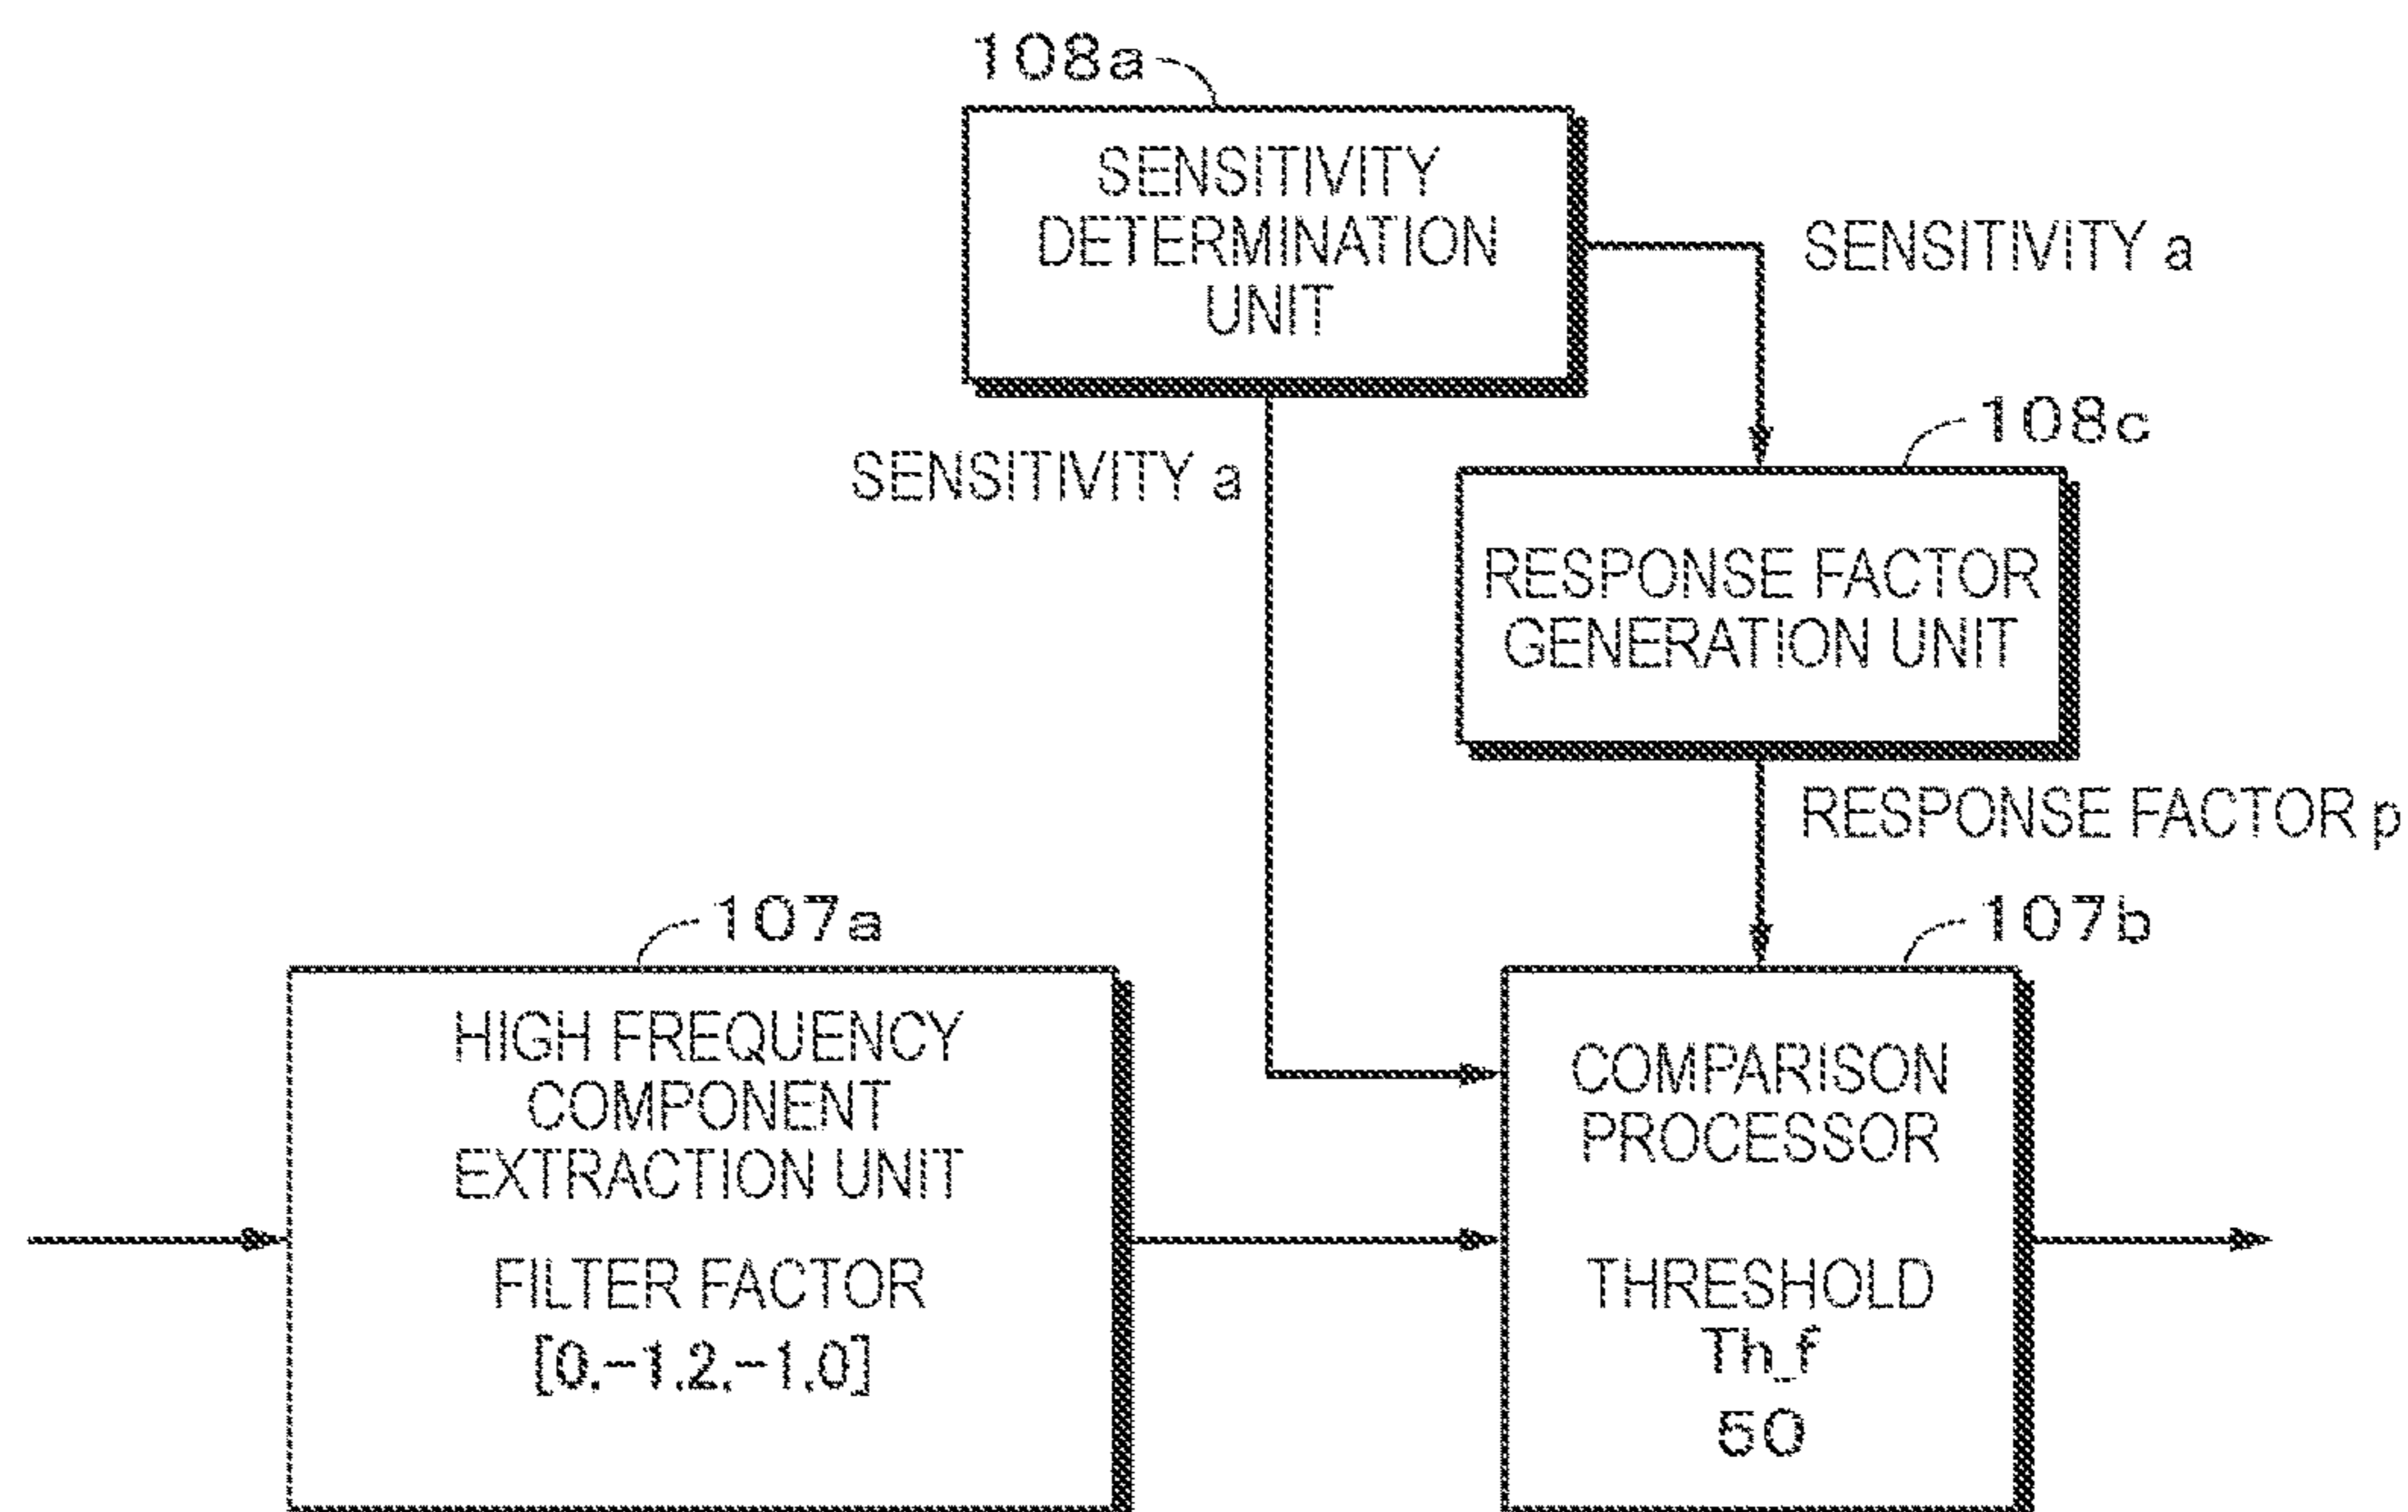 108a
SENSITIVITY
DETERMINATION
UNIT
SENSITIVITY a
SENSITIVITY a
108c
RESPONSE FACTOR
GENERATION UNIT
RESPONSE FACTOR p
107a
HIGH FREQUENCY
COMPONENT
EXTRACTION UNIT
FILTER FACTOR
[0,-1,2,-1,0]
107b
COMPARISON
PROCESSOR
THRESHOLD
Th_f
50